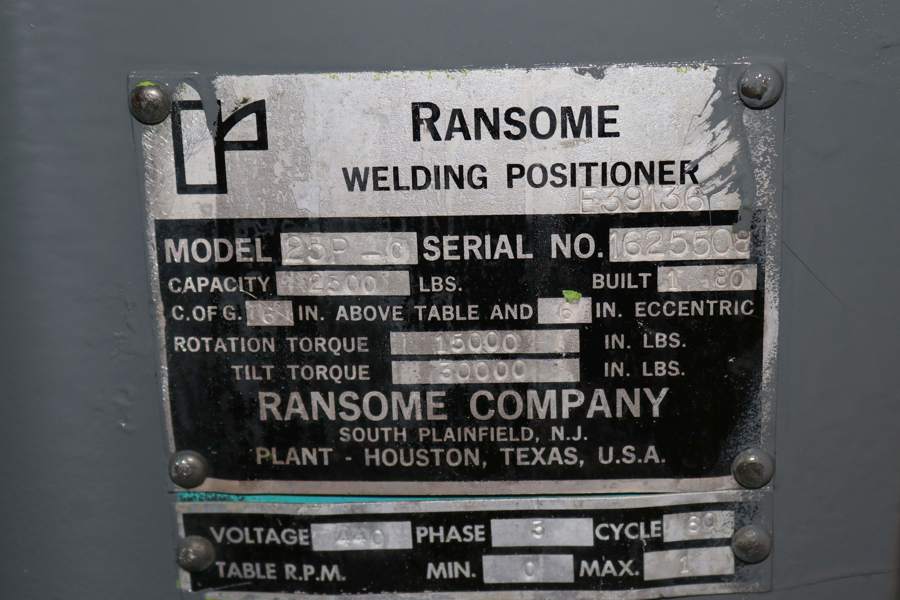 RANSOME
WELDING POSITIONER
E39136
MODEL 25P-6 SERIAL NO. 1625508
CAPACITY 2500 LBS. BUILT 1 80
C. OF G. 6 IN. ABOVE TABLE AND 6 IN. ECCENTRIC
ROTATION TORQUE 15000 IN. LBS.
TILT TORQUE 30000 IN. LBS.
RANSOME COMPANY
SOUTH PLAINFIELD, N.J.
PLANT - HOUSTON, TEXAS, U.S.A.
VOLTAGE 440 PHASE 3 CYCLE 60
TABLE R.P.M. MIN. 0 MAX. 1